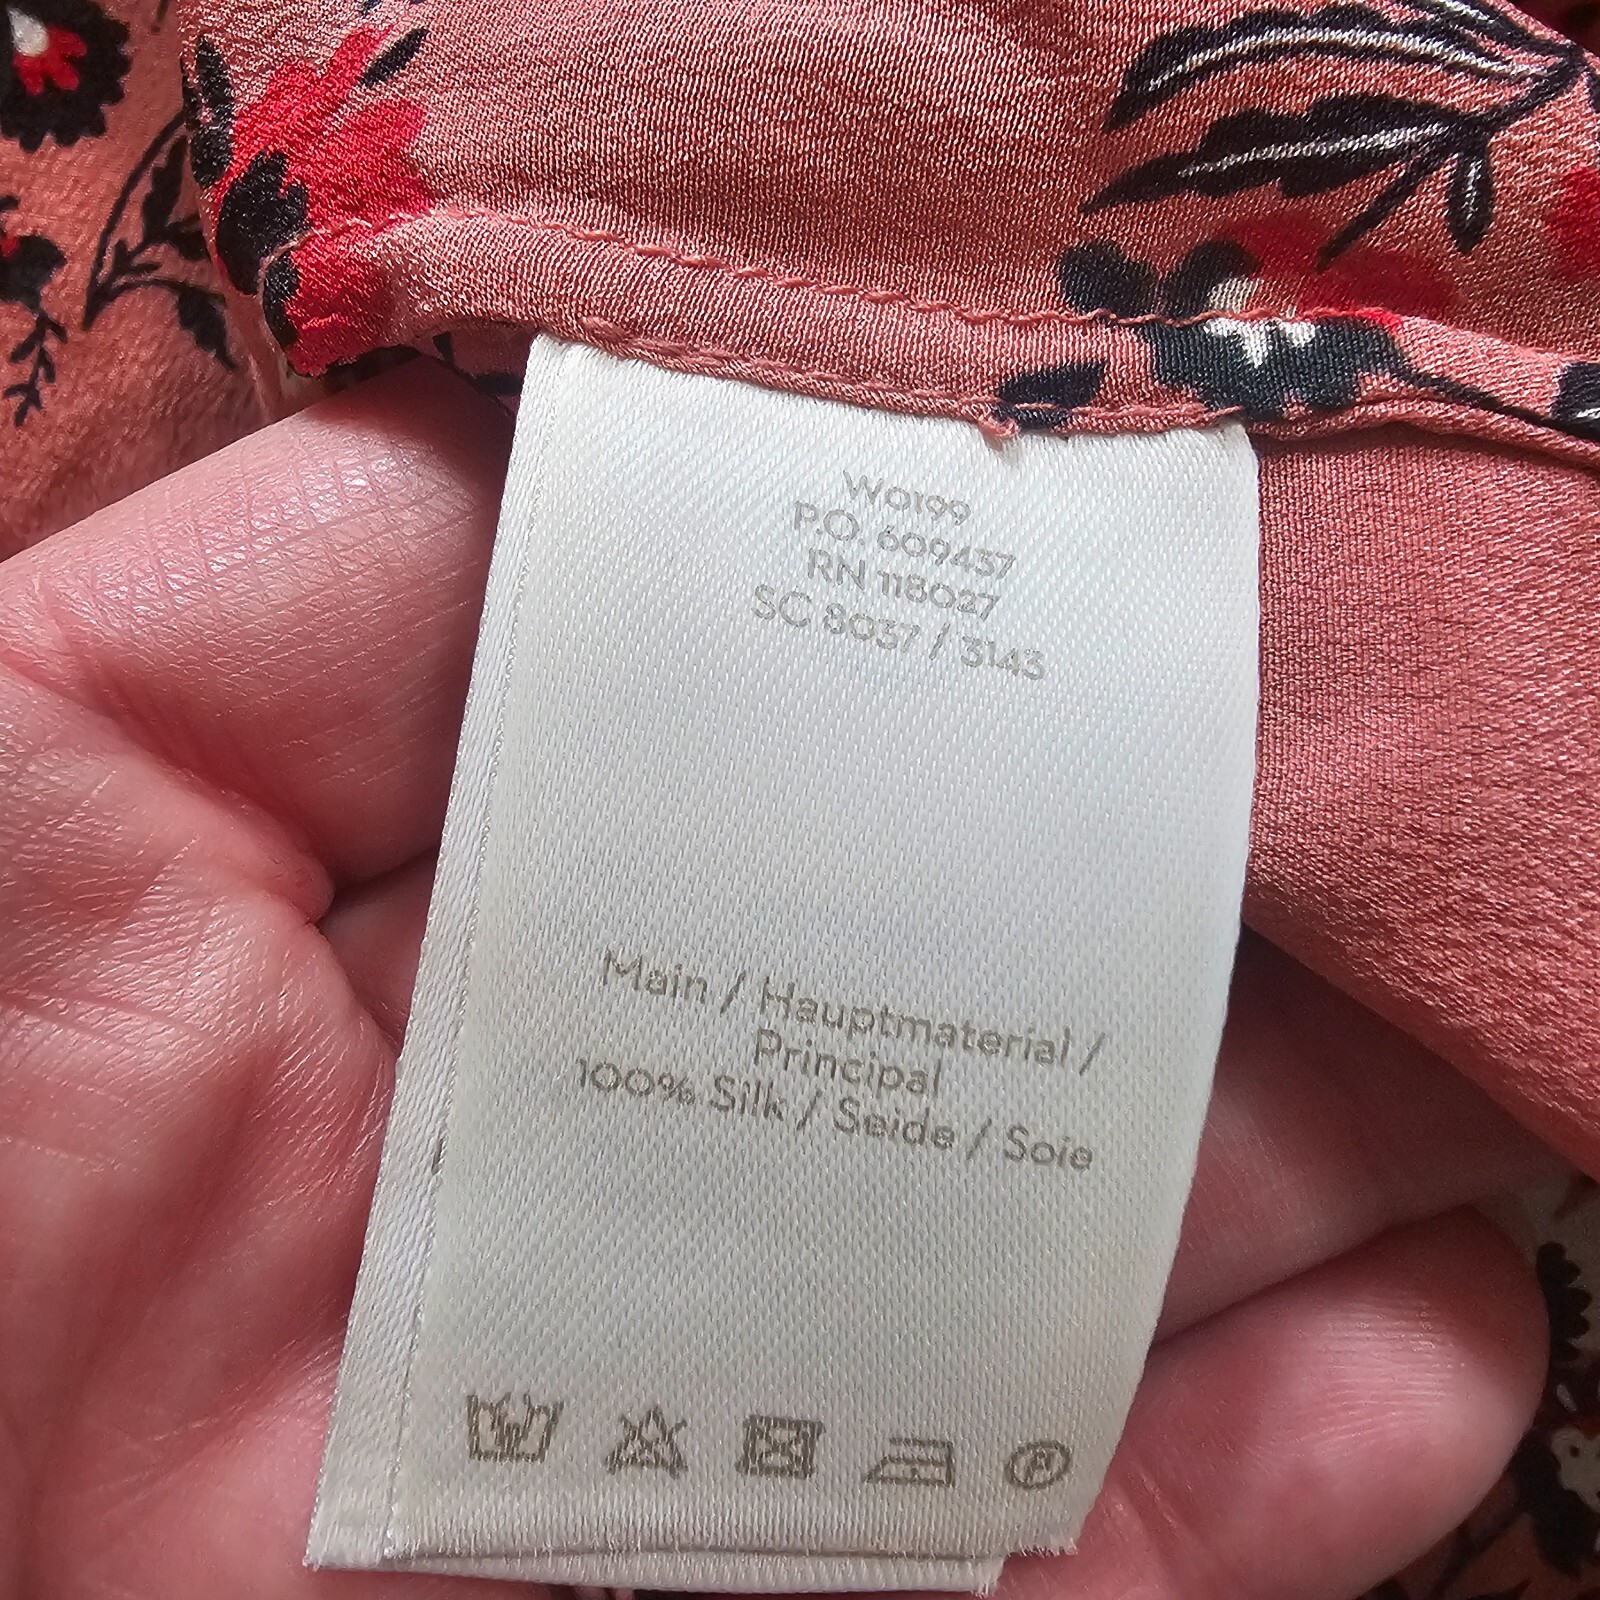 W0199
P.O. 609437
RN 118027
SC 8037 / 3143
Main / Hauptmaterial /
Principal
100% Silk / Seide / Soie
P